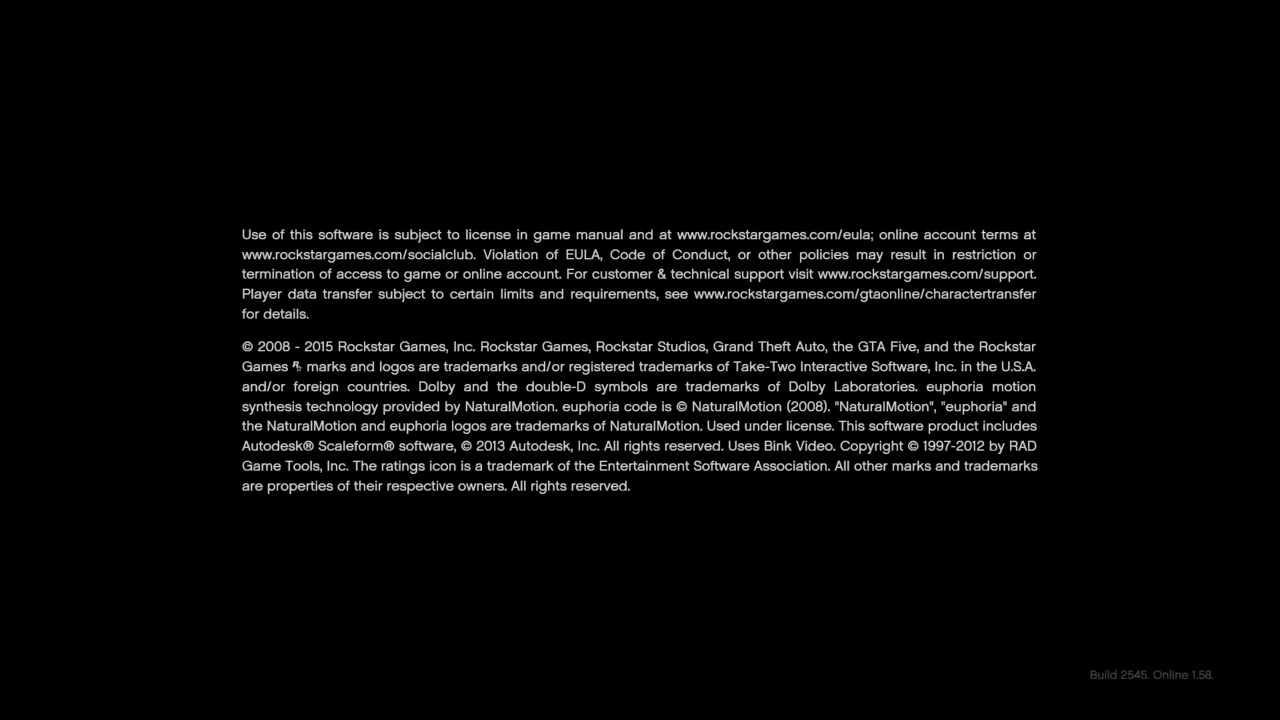 Use of this software is subject to license in game manual and at www.rockstargames.com/eula; online account terms at
www.rockstargames.com/socialclub. Violation of EULA, Code of Conduct, or other policies may result in restriction or
termination of access to game or online account. For customer & technical support visit www.rockstargames.com/support.
Player data transfer subject to certain limits and requirements, see www.rockstargames.com/gtaonline/charactertransfer
for details.
© 2008 - 2015 Rockstar Games, Inc. Rockstar Games, Rockstar Studios, Grand Theft Auto, the GTA Five, and the Rockstar
Games R* marks and logos are trademarks and/or registered trademarks of Take-Two Interactive Software, Inc. in the U.S.A.
and/or foreign countries. Dolby and the double-D symbols are trademarks of Dolby Laboratories. euphoria motion
synthesis technology provided by NaturalMotion. euphoria code is © NaturalMotion (2008). "NaturalMotion", "euphoria" and
the NaturalMotion and euphoria logos are trademarks of NaturalMotion. Used under license. This software product includes
Autodesk® Scaleform® software, © 2013 Autodesk, Inc. All rights reserved. Uses Bink Video. Copyright © 1997-2012 by RAD
Game Tools, Inc. The ratings icon is a trademark of the Entertainment Software Association. All other marks and trademarks
are properties of their respective owners. All rights reserved.
Build 2545. Online 1.58.